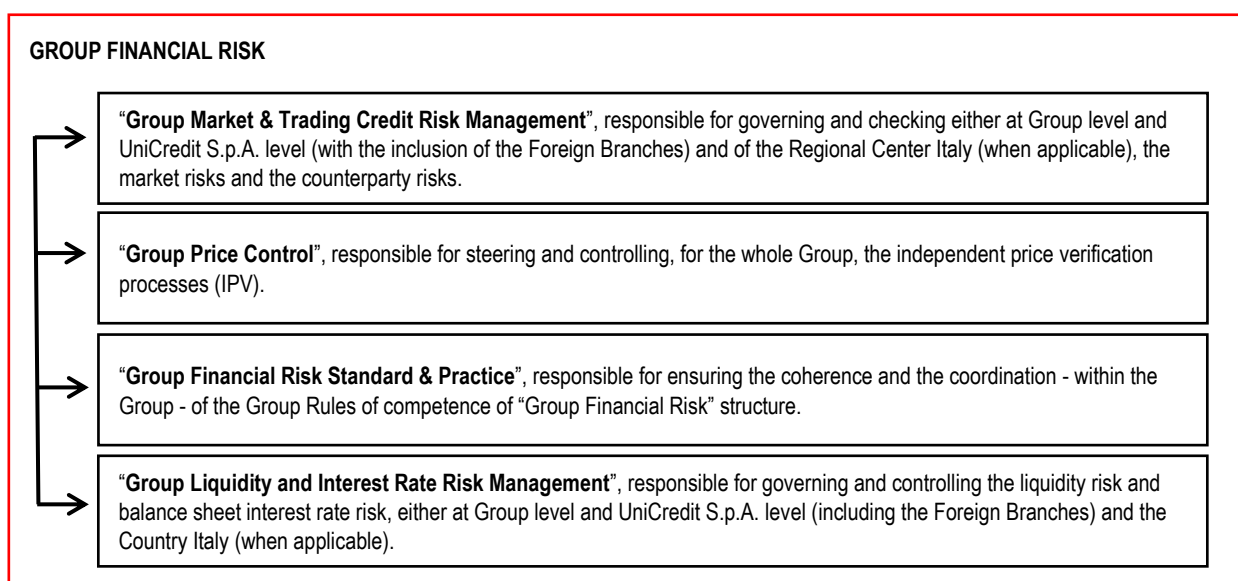 GROUP FINANCIAL RISK
“Group Market & Trading Credit Risk Management”, responsible for governing and checking either at Group level and
UniCredit S.p.A. level (with the inclusion of the Foreign Branches) and of the Regional Center Italy (when applicable), the
market risks and the counterparty risks.
“Group Price Control”, responsible for steering and controlling, for the whole Group, the independent price verification
processes (IPV).
“Group Financial Risk Standard & Practice”, responsible for ensuring the coherence and the coordination - within the
Group - of the Group Rules of competence of “Group Financial Risk” structure.
“Group Liquidity and Interest Rate Risk Management”, responsible for governing and controlling the liquidity risk and
balance sheet interest rate risk, either at Group level and UniCredit S.p.A. level (including the Foreign Branches) and the
Country Italy (when applicable).